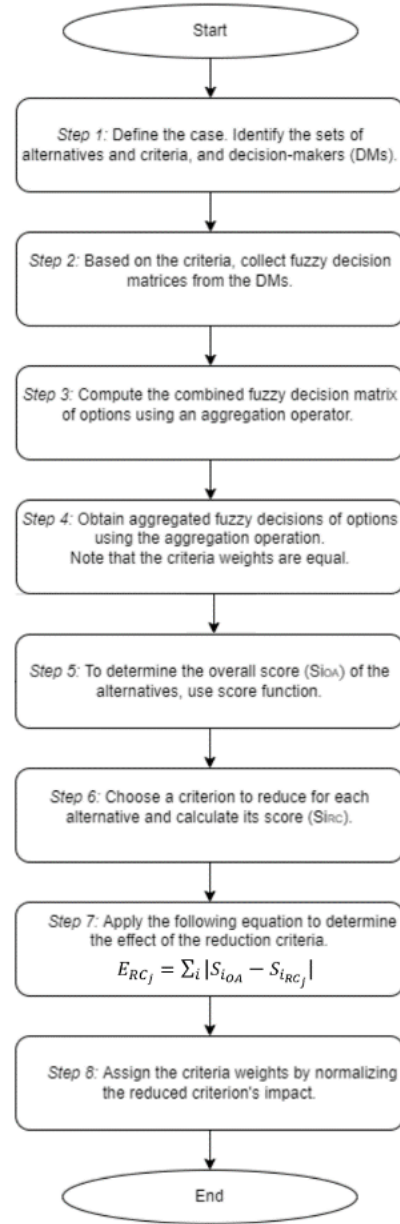 Start
Step 1: Define the case. Identify the sets of
alternatives and criteria, and decision-makers (DMs).
Step 2: Based on the criteria, collect fuzzy decision
matrices from the DMs.
Step 3: Compute the combined fuzzy decision matrix
of options using an aggregation operator.
Step 4: Obtain aggregated fuzzy decisions of options
using the aggregation operation.
Note that the criteria weights are equal.
Step 5: To determine the overall score (SiOA) of the
alternatives, use score function.
Step 6: Choose a criterion to reduce for each
alternative and calculate its score (SiRC).
Step 7: Apply the following equation to determine
the effect of the reduction criteria.
E_{RC_j} = ∑_i |S_{i_{OA}} − S_{i_{RC_j}}|
Step 8: Assign the criteria weights by normalizing
the reduced criterion's impact.
End